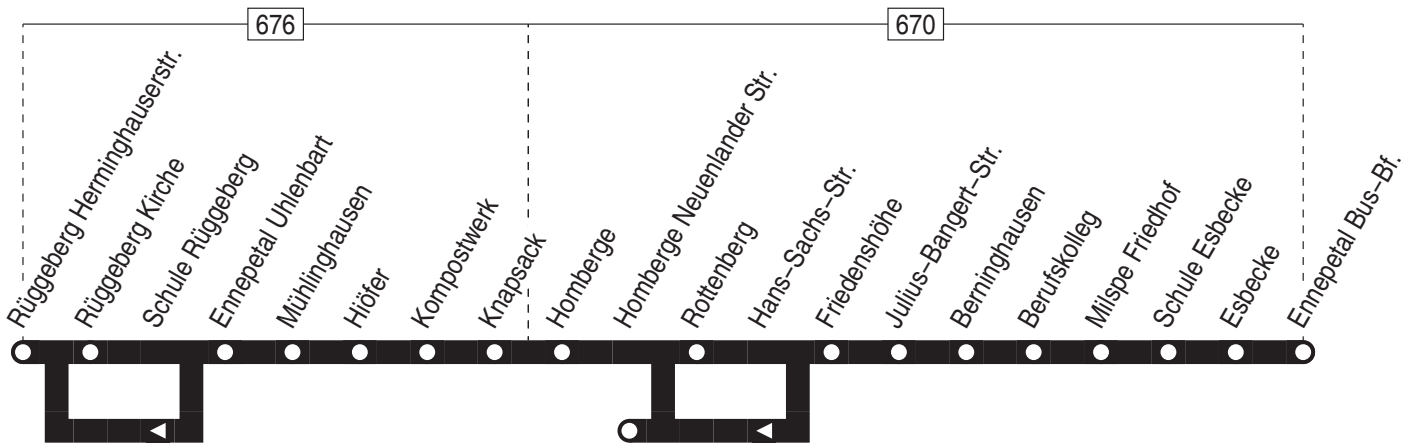 676
670
Rüggeberg Herminghauserstr.
Rüggeberg Kirche
Schule Rüggeberg
Ennepetal Uhlenbart
Mühlinghausen
Hiöfer
Kompostwerk
Knapsack
Homberge
Homberge Neuenlander Str.
Rottenberg
Hans-Sachs-Str.
Friedenshöhe
Julius-Bangert-Str.
Berninghausen
Berufskolleg
Milspe Friedhof
Schule Esbecke
Esbecke
Ennepetal Bus-Bf.